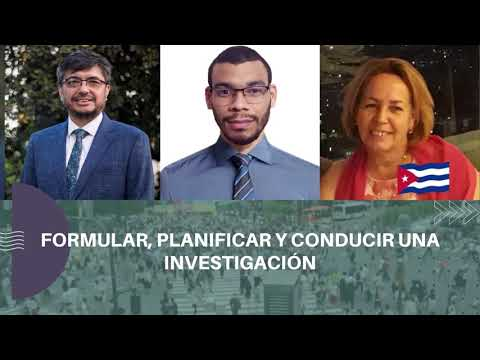 FORMULAR, PLANIFICAR Y CONDUCIR UNA
INVESTIGACIÓN